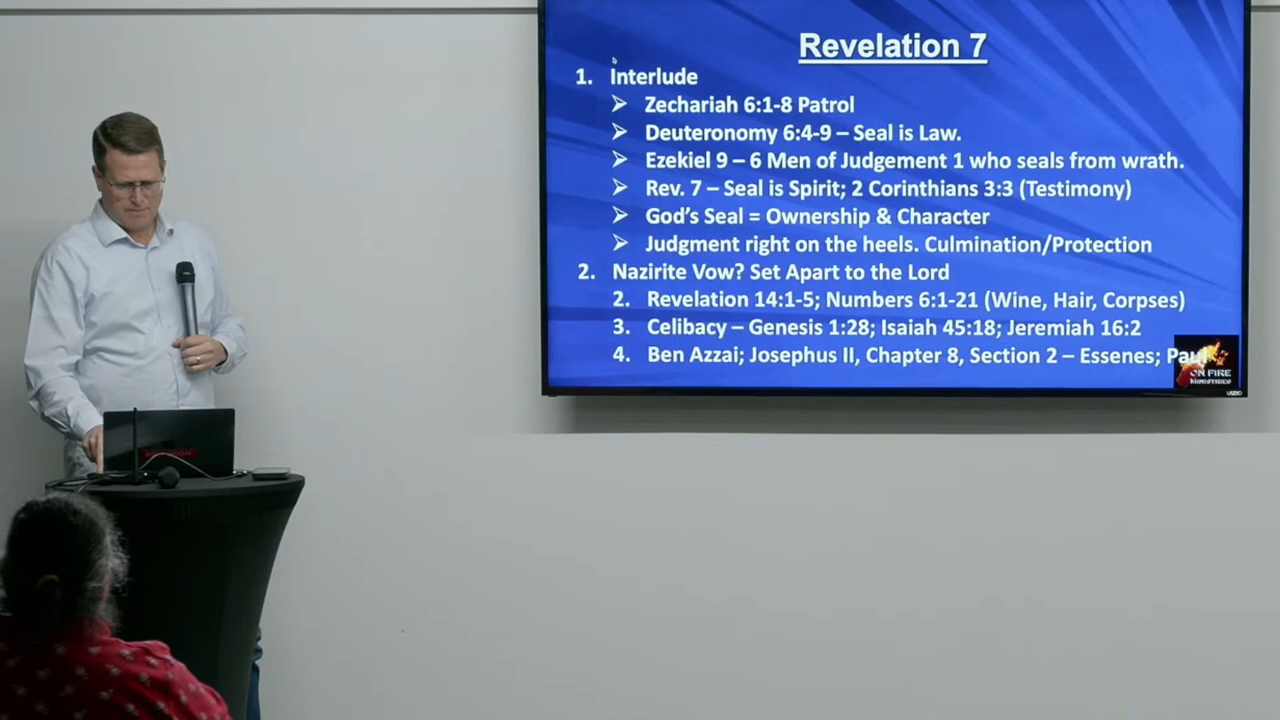 Revelation 7
1. Interlude
➢ Zechariah 6:1-8 Patrol
➢ Deuteronomy 6:4-9 – Seal is Law.
➢ Ezekiel 9 – 6 Men of Judgement 1 who seals from wrath.
➢ Rev. 7 – Seal is Spirit; 2 Corinthians 3:3 (Testimony)
➢ God's Seal = Ownership & Character
➢ Judgment right on the heels. Culmination/Protection
2. Nazirite Vow? Set Apart to the Lord
2. Revelation 14:1-5; Numbers 6:1-21 (Wine, Hair, Corpses)
3. Celibacy – Genesis 1:28; Isaiah 45:18; Jeremiah 16:2
4. Ben Azzai; Josephus II, Chapter 8, Section 2 – Essenes; Paul
ON FIRE
MINISTRIES
VIZIO